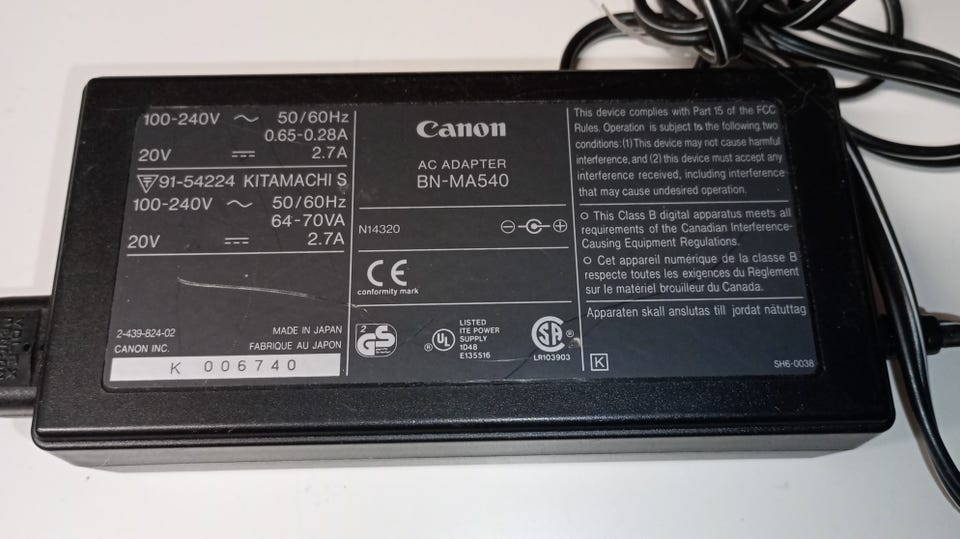 100-240V ～ 50/60Hz
0.65-0.28A
20V ⎓ 2.7A
91-54224 KITAMACHI S
100-240V ～ 50/60Hz
64-70VA
20V ⎓ 2.7A
2-439-824-02
MADE IN JAPAN
CANON INC.
FABRIQUE AU JAPON
K 006740
Canon
AC ADAPTER
BN-MA540
N14320
CE
conformity mark
GS
UL
LISTED
ITE POWER
SUPPLY
1D48
E135516
SA
LR103903
This device complies with Part 15 of the FCC
Rules. Operation is subject to the following two
conditions: (1) This device may not cause harmful
interference, and (2) this device must accept any
interference received, including interference
that may cause undesired operation.
○ This Class B digital apparatus meets all
requirements of the Canadian Interference-
Causing Equipment Regulations.
○ Cet appareil numérique de la classe B
respecte toutes les exigences du Règlement
sur le matériel brouilleur du Canada.
Apparaten skall anslutas till jordat nätuttag
K
SH6-0038